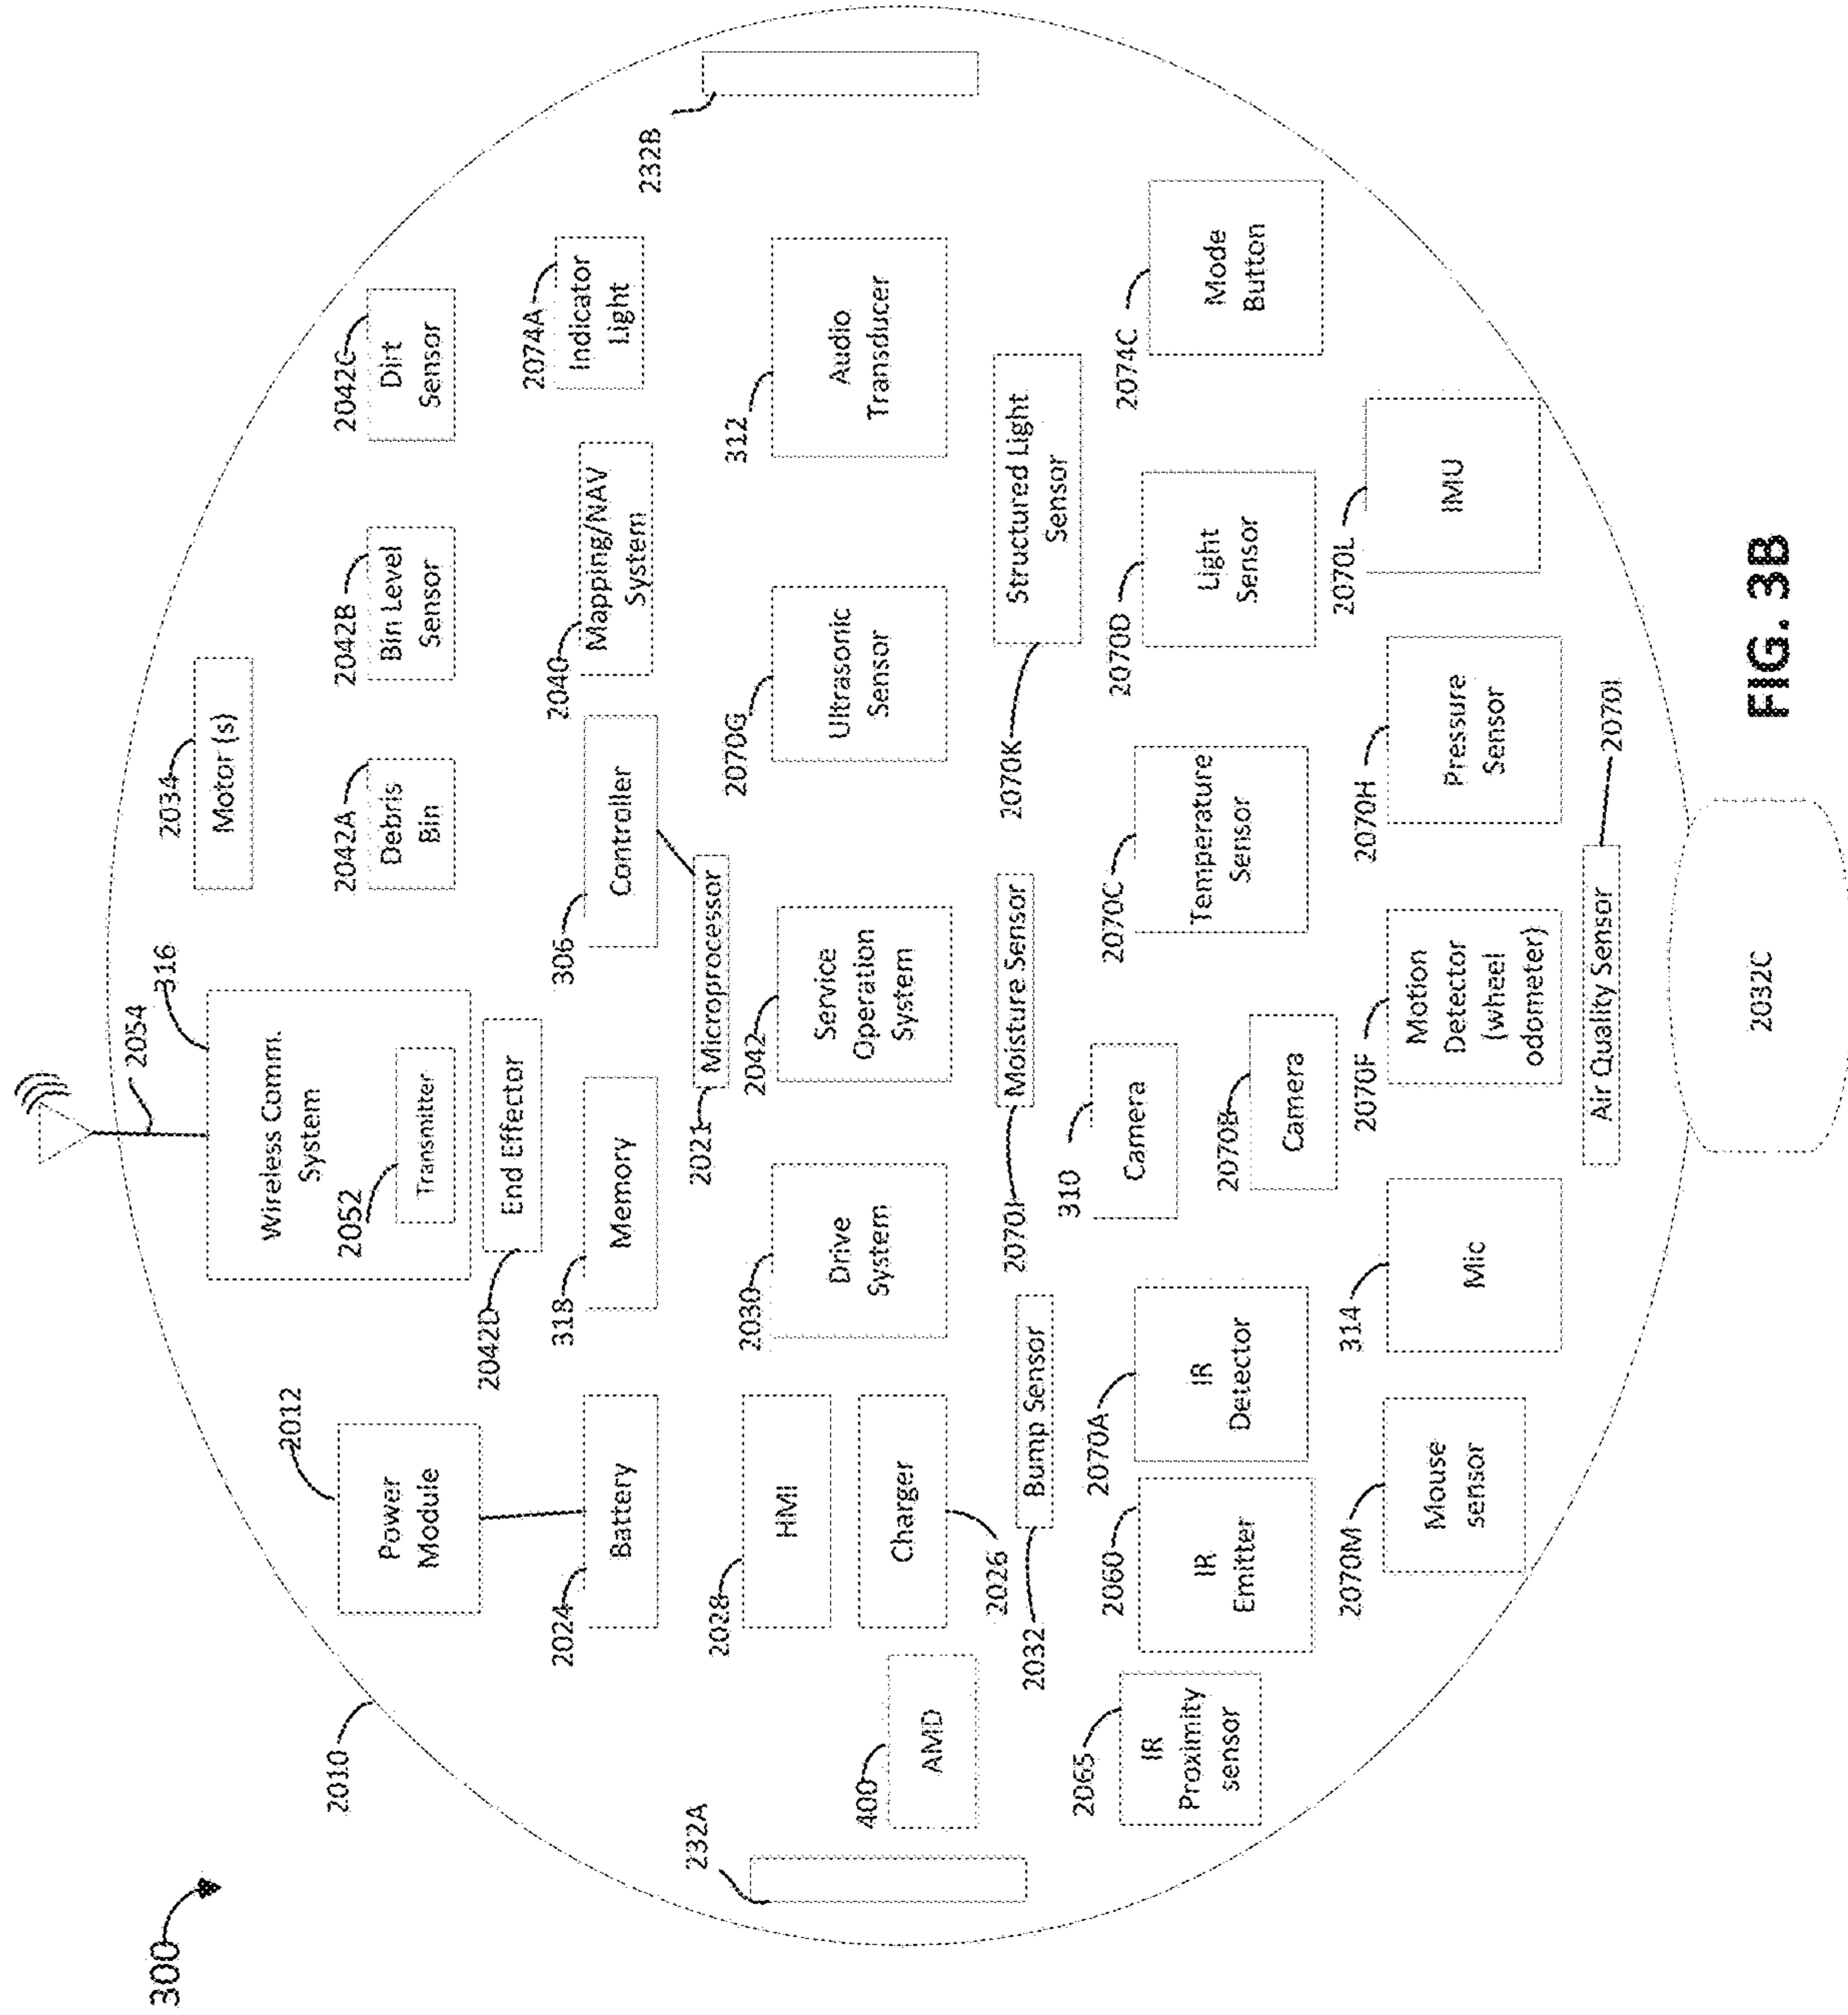 300
2010
2012
Power
Module
316
2054
Wireless Comm.
System
2052
Transmitter
2034
Motor (s)
2042D
End Effector
2042A
Debris
Bin
2042B
Bin Level
Sensor
2042C
Dirt
Sensor
2024
Battery
318
Memory
306
Controller
2040
Mapping/NAV
System
2074A
Indicator
Light
2021
Microprocessor
232A
232B
2028
HMI
Charger
2026
2030
Drive
System
2042
Service
Operation
System
2070G
Ultrasonic
Sensor
312
Audio
Transducer
400
AMD
2032
Bump Sensor
Moisture Sensor
2070K
Structured Light
Sensor
2065
IR
Proximity
sensor
2060
IR
Emitter
2070A
IR
Detector
310
Camera
2070B
Camera
2070C
Temperature
Sensor
2070D
Light
Sensor
2074C
Mode
Button
2070M
Mouse
sensor
314
Mic
2070F
Motion
Detector
(wheel
odometer)
2070H
Pressure
Sensor
2070L
IMU
Air Quality Sensor
2070I
2032C
FIG. 3B